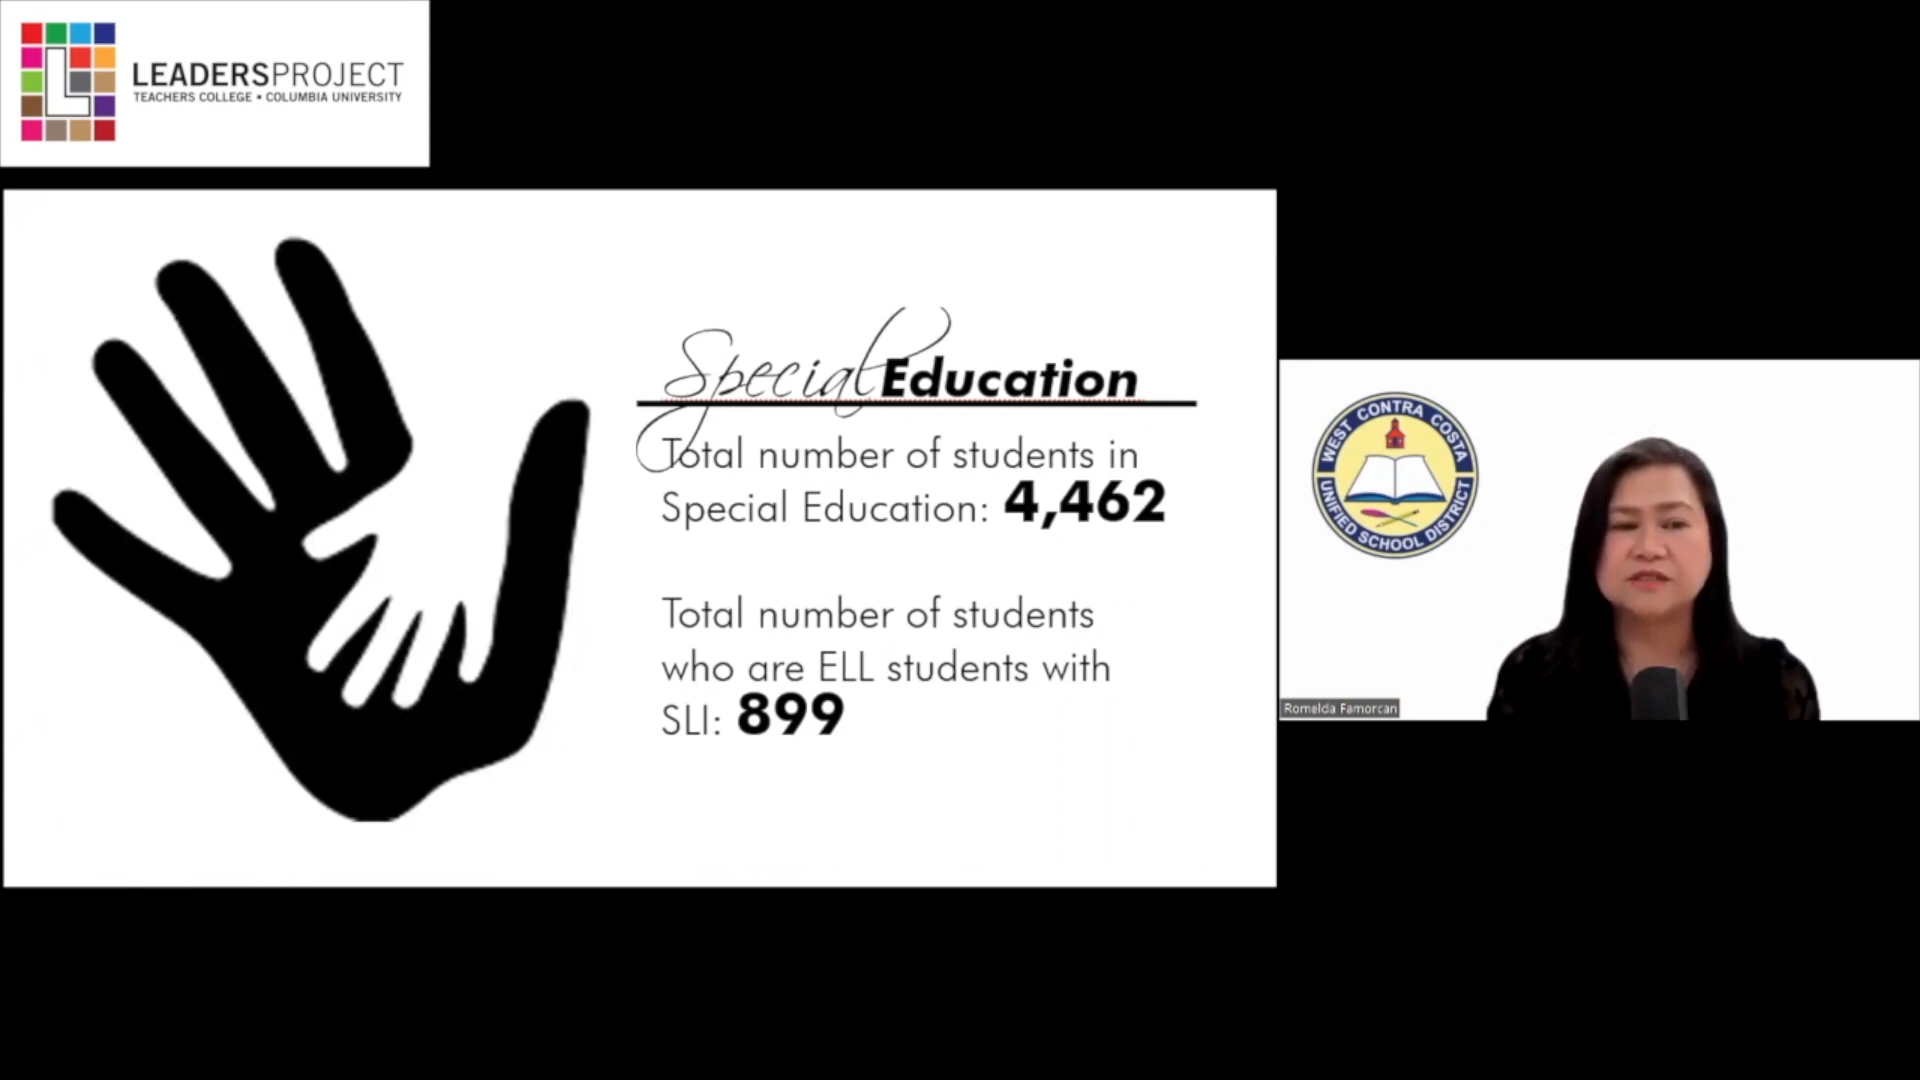 LEADERSPROJECT
TEACHERS COLLEGE • COLUMBIA UNIVERSITY
Special Education
Total number of students in
Special Education: 4,462
Total number of students
who are ELL students with
SLI: 899
WEST CONTRA COSTA
UNIFIED SCHOOL DISTRICT
Romelda Famorcan